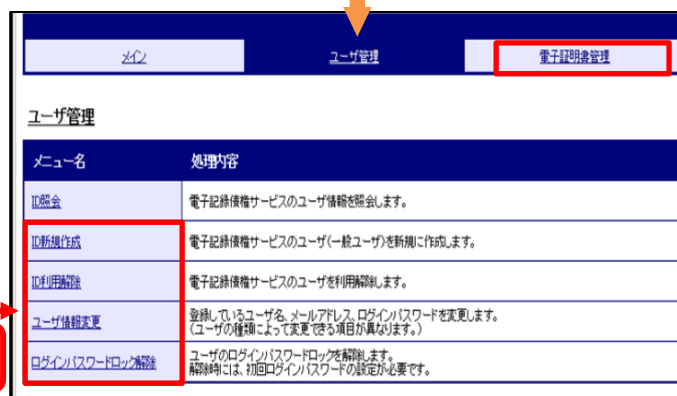 メイン
ユーザ管理
電子証明書管理
ユーザ管理
メニュー名
処理内容
ID照会
電子記録債権サービスのユーザ情報を照会します。
ID新規作成
電子記録債権サービスのユーザ(一般ユーザ)を新規に作成します。
ID利用解除
電子記録債権サービスのユーザを利用解除します。
ユーザ情報変更
登録しているユーザ名、メールアドレス、ログインパスワードを変更します。
(ユーザの種類によって変更できる項目が異なります。)
ログインパスワードロック解除
ユーザのログインパスワードロックを解除します。
解除時には、初回ログインパスワードの設定が必要です。